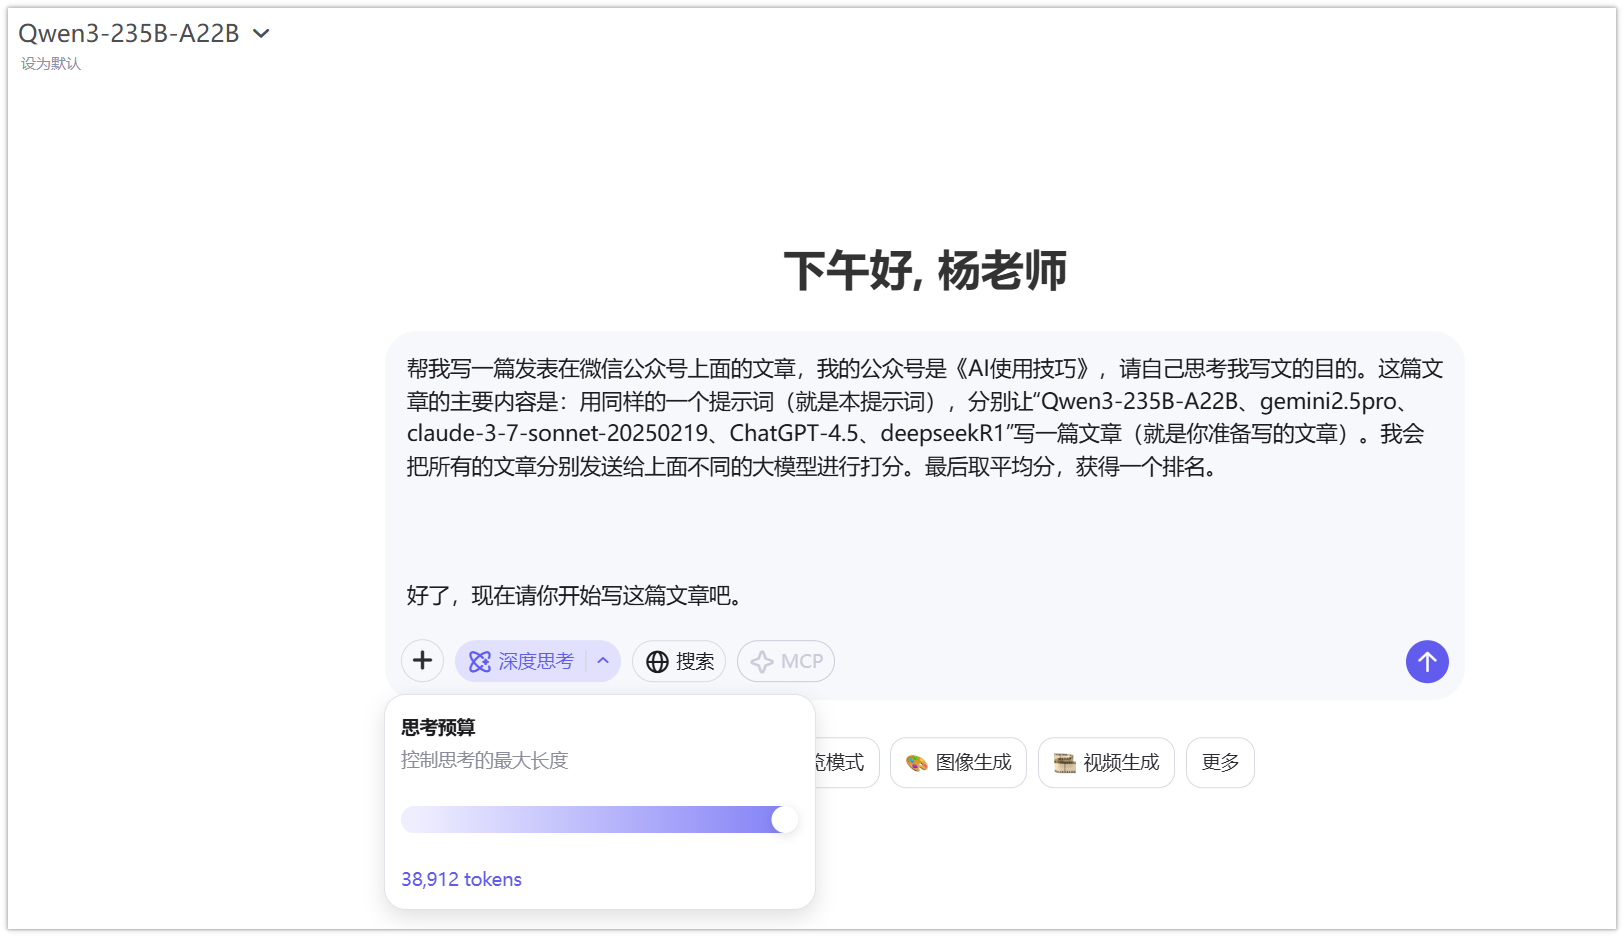 Qwen3-235B-A22B
设为默认
下午好, 杨老师
帮我写一篇发表在微信公众号上面的文章，我的公众号是《AI使用技巧》，请自己思考我写文的目的。这篇文
章的主要内容是：用同样的一个提示词（就是本提示词），分别让“Qwen3-235B-A22B、gemini2.5pro、
claude-3-7-sonnet-20250219、ChatGPT-4.5、deepseekR1”写一篇文章（就是你准备写的文章）。我会
把所有的文章分别发送给上面不同的大模型进行打分。最后取平均分，获得一个排名。
好了，现在请你开始写这篇文章吧。
深度思考
搜索
MCP
思考预算
控制思考的最大长度
38,912 tokens
模式
图像生成
视频生成
更多